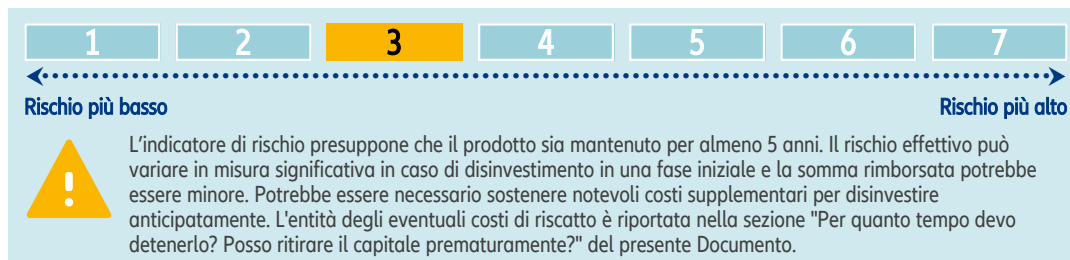 1 2 3 4 5 6 7
Rischio più basso Rischio più alto
L'indicatore di rischio presuppone che il prodotto sia mantenuto per almeno 5 anni. Il rischio effettivo può
variare in misura significativa in caso di disinvestimento in una fase iniziale e la somma rimborsata potrebbe
essere minore. Potrebbe essere necessario sostenere notevoli costi supplementari per disinvestire
anticipatamente. L'entità degli eventuali costi di riscatto è riportata nella sezione "Per quanto tempo devo
detenerlo? Posso ritirare il capitale prematuramente?" del presente Documento.